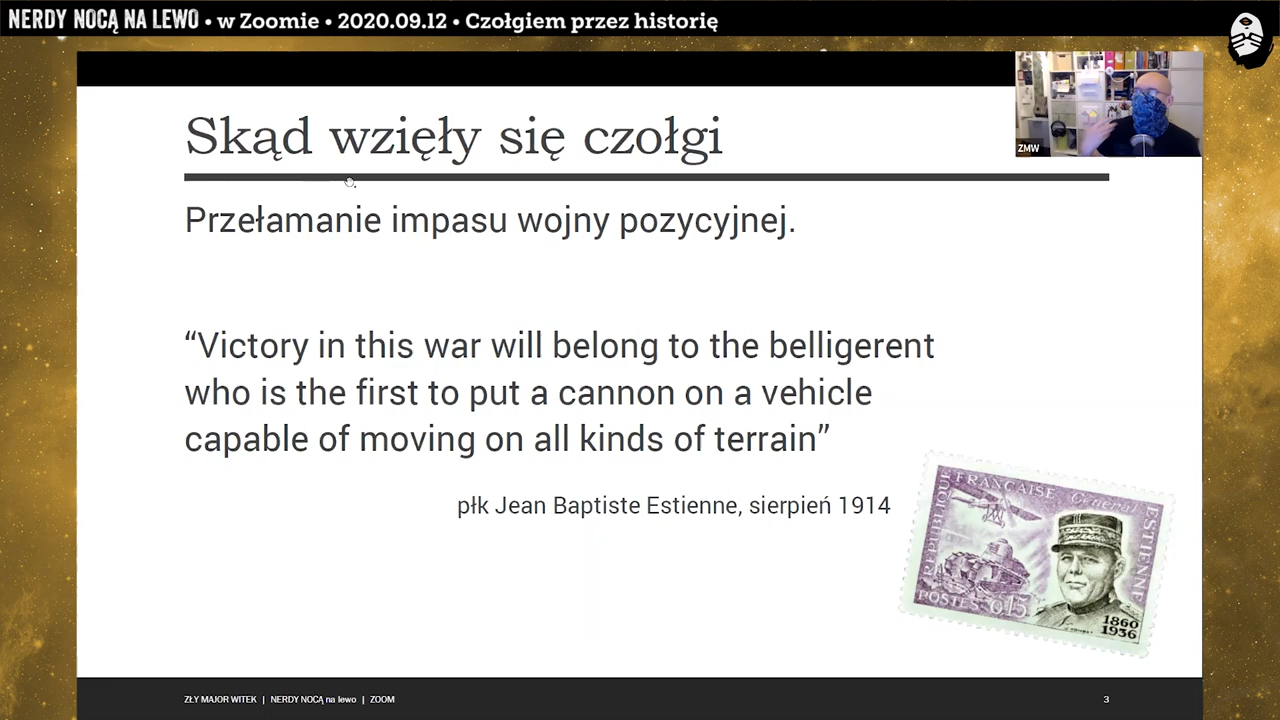 NERDY NOCĄ NA LEWO • w Zoomie • 2020.09.12 • Czołgiem przez historię
Skąd wzięły się czołgi
ZMW
Przełamanie impasu wojny pozycyjnej.
“Victory in this war will belong to the belligerent
who is the first to put a cannon on a vehicle
capable of moving on all kinds of terrain”
płk Jean Baptiste Estienne, sierpień 1914
REPUBLIQUE
FRANCAISE
General
ESTIENNE
POSTES 0,15
1860
1936
ZŁY MAJOR WITEK | NERDY NOCĄ na lewo | ZOOM
3